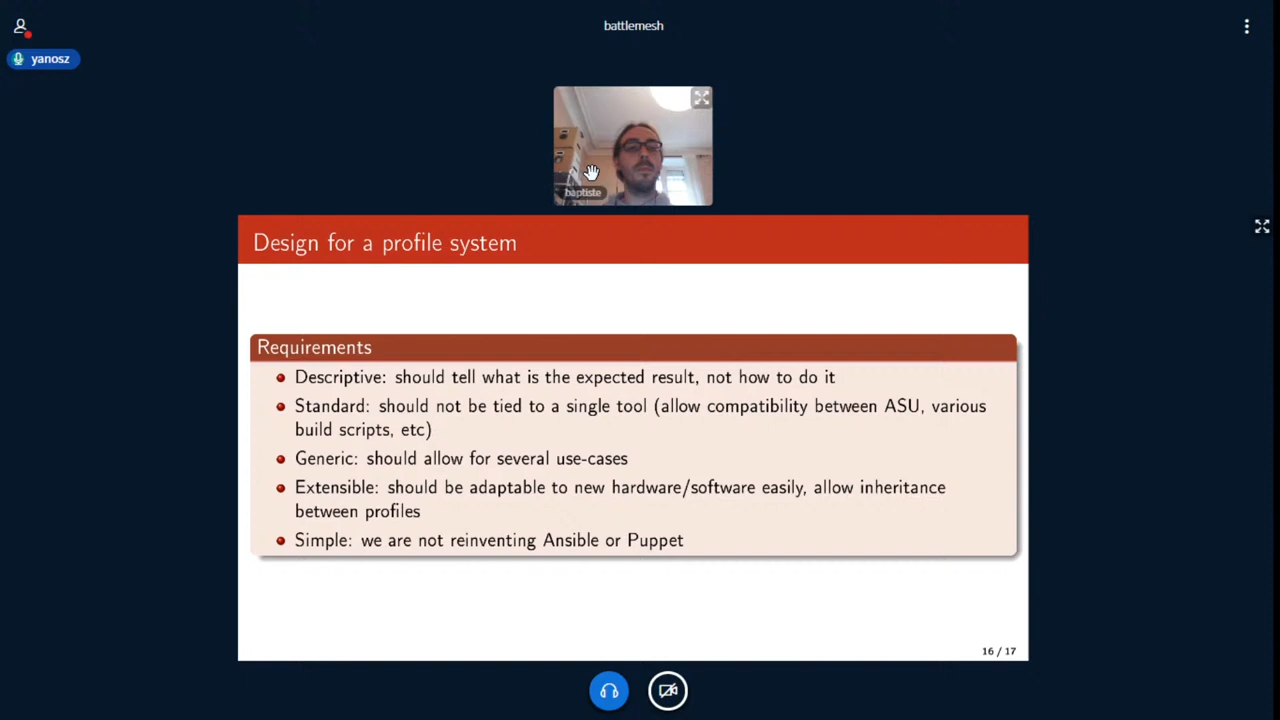 battlemesh
yanosz
baptiste
Design for a profile system
Requirements
Descriptive: should tell what is the expected result, not how to do it
Standard: should not be tied to a single tool (allow compatibility between ASU, various
build scripts, etc)
Generic: should allow for several use-cases
Extensible: should be adaptable to new hardware/software easily, allow inheritance
between profiles
Simple: we are not reinventing Ansible or Puppet
16 / 17